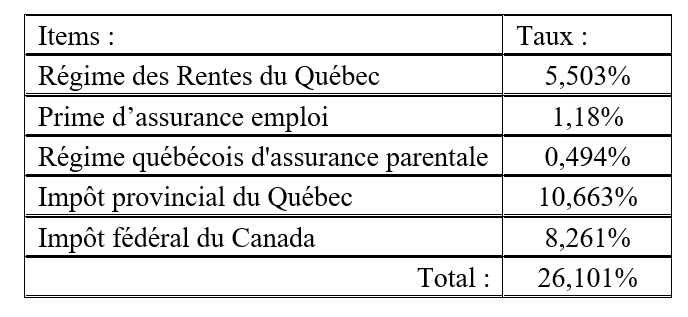 Items : Taux :
Régime des Rentes du Québec 5,503%
Prime d’assurance emploi 1,18%
Régime québécois d'assurance parentale 0,494%
Impôt provincial du Québec 10,663%
Impôt fédéral du Canada 8,261%
Total : 26,101%